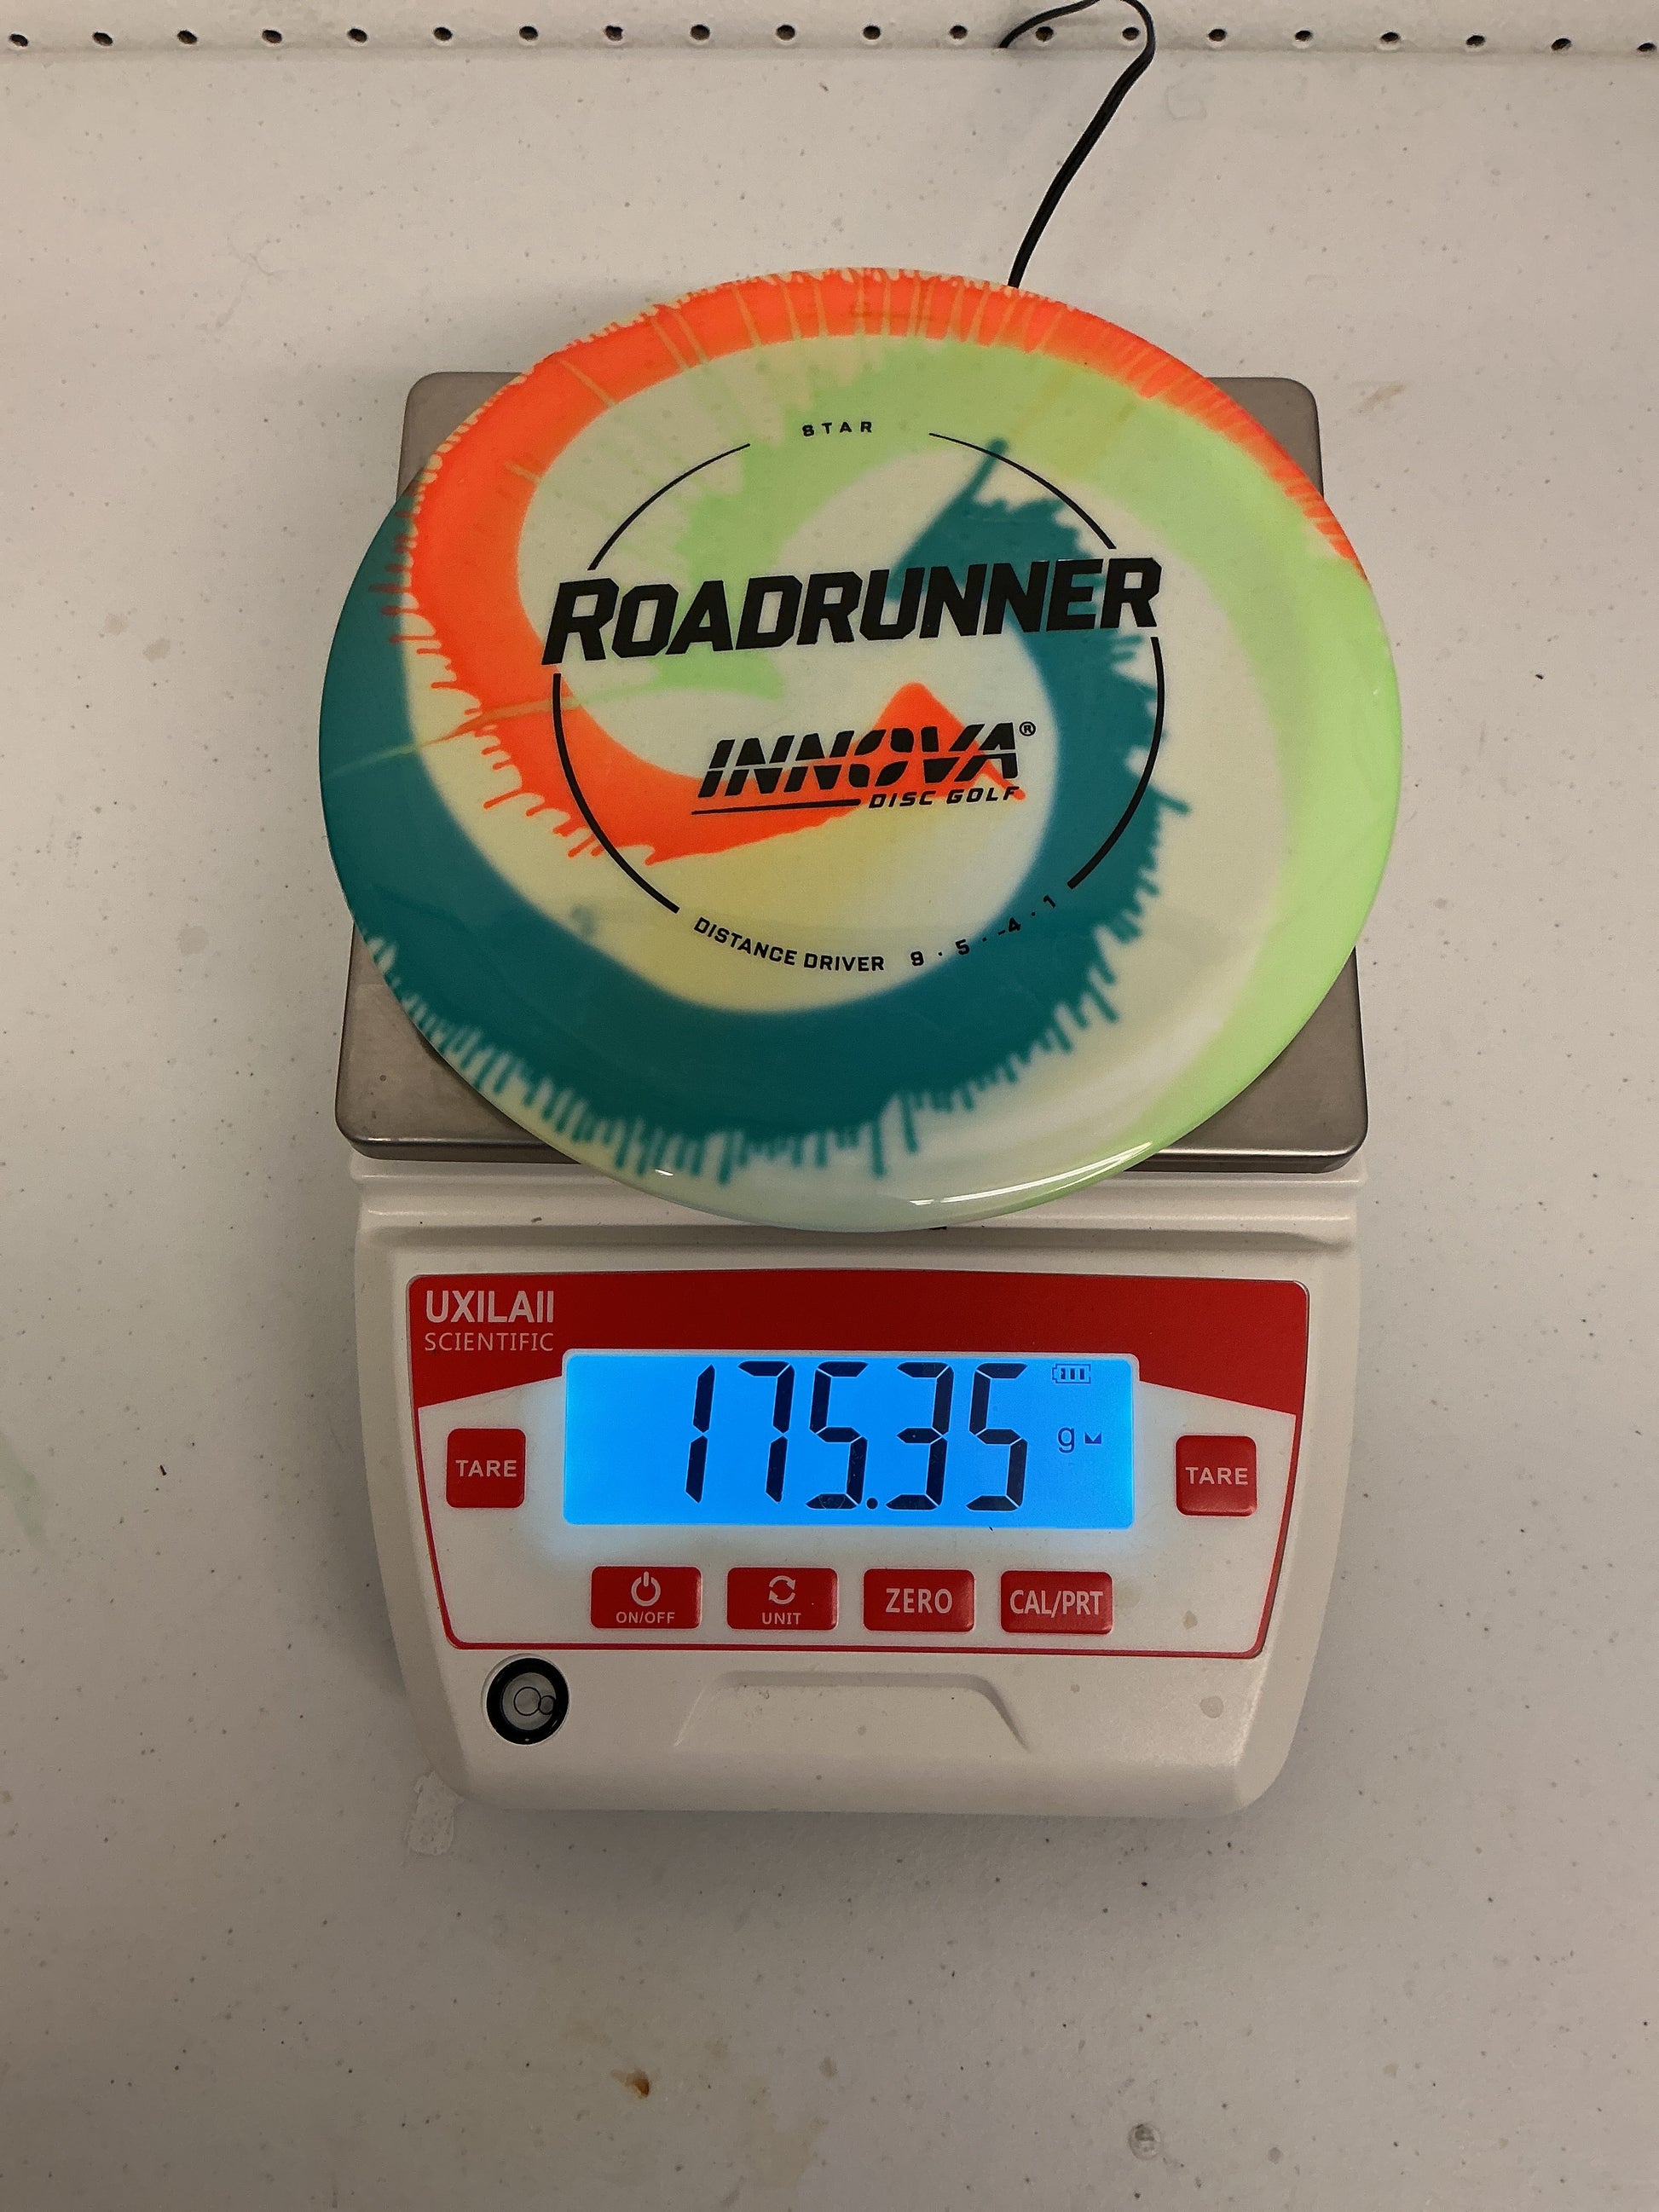 STAR
ROADRUNNER
INNOVA®
DISC GOLF
DISTANCE DRIVER 9 · 5 · -4 · 1
UXILAII
SCIENTIFIC
175.35 g
TARE
TARE
ON/OFF
UNIT
ZERO
CAL/PRT